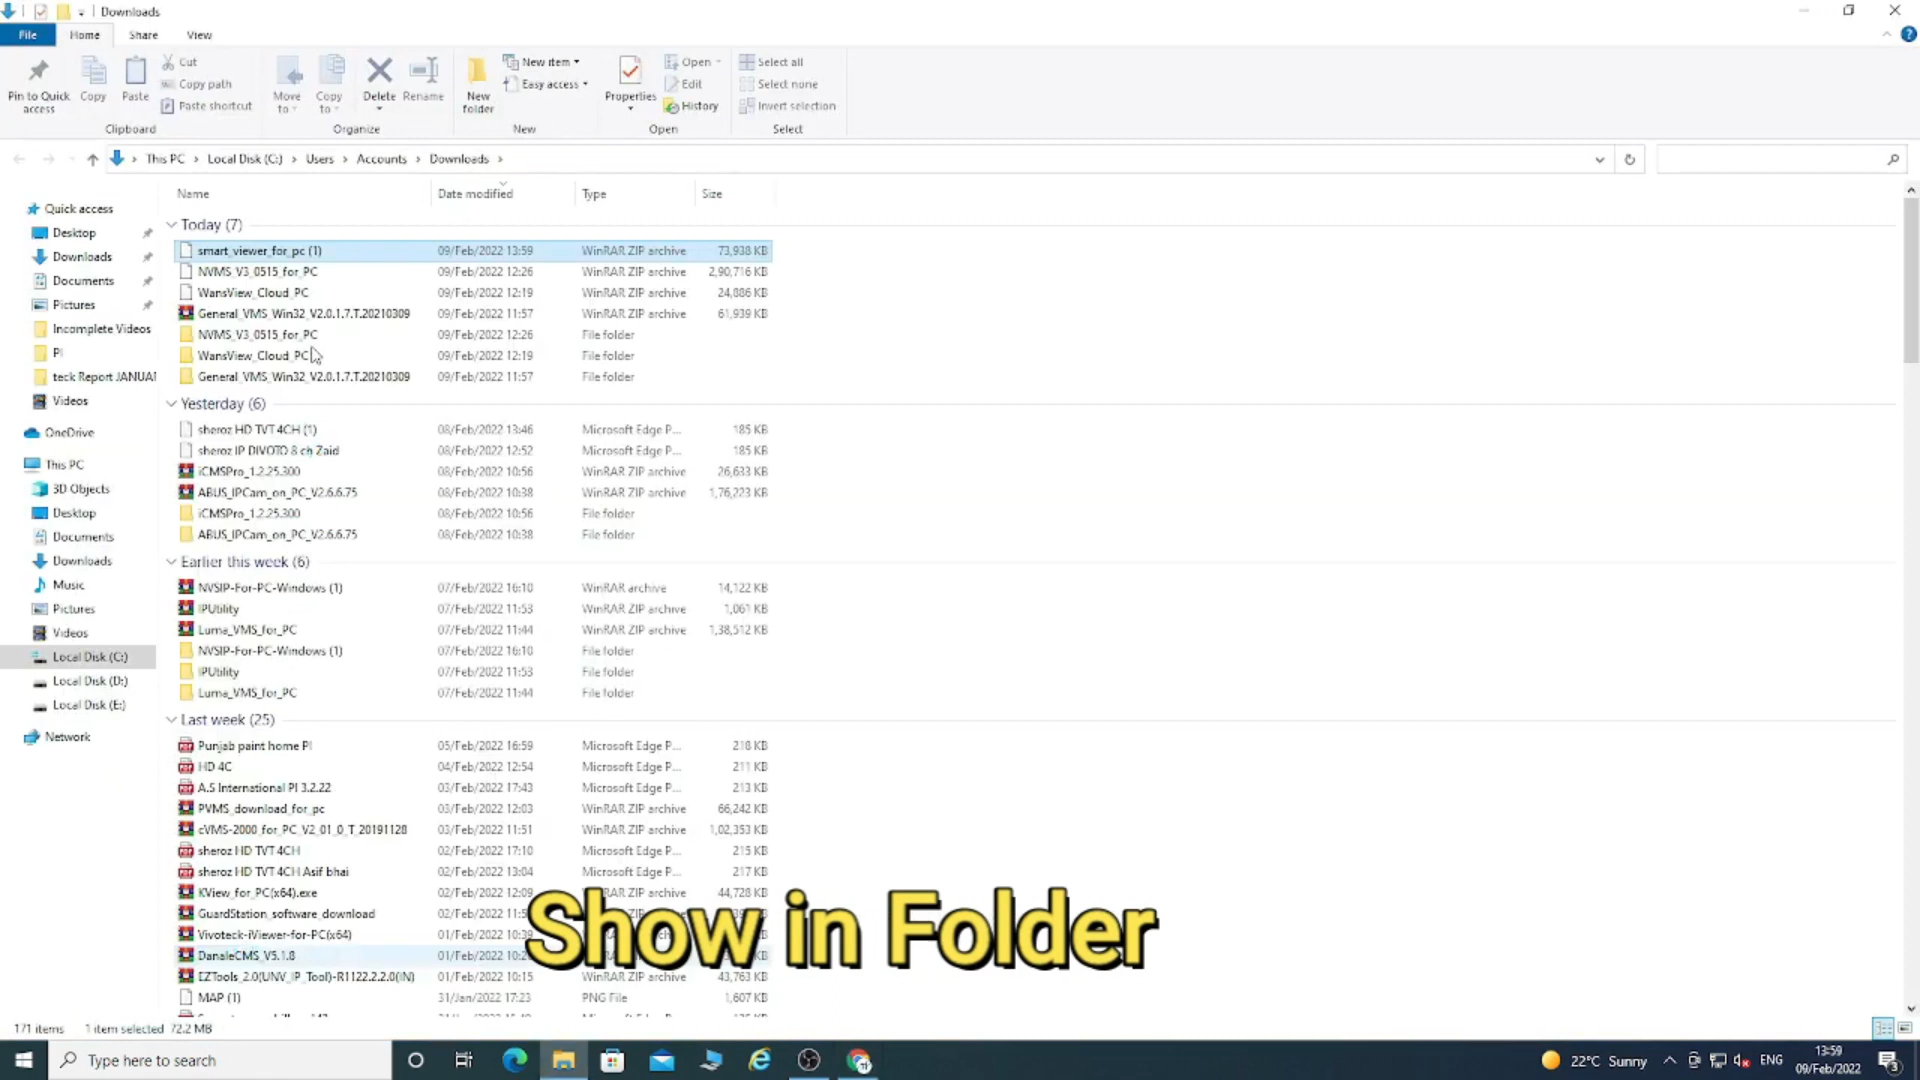 Downloads
File Home Share View
Pin to Quick access
Copy
Paste
Cut
Copy path
Paste shortcut
Clipboard
Move to
Copy to
Delete
Rename
Organize
New folder
New item
Easy access
New
Properties
Open
Edit
History
Open
Select all
Select none
Invert selection
Select
This PC > Local Disk (C:) > Users > Accounts > Downloads >
Quick access
Desktop
Downloads
Documents
Pictures
Incomplete Videos
PI
teck Report JANUAI
Videos
OneDrive
This PC
3D Objects
Desktop
Documents
Downloads
Music
Pictures
Videos
Local Disk (C:)
Local Disk (D:)
Local Disk (E:)
Network
Name Date modified Type Size
Today (7)
smart_viewer_for_pc (1) 09/Feb/2022 13:59 WinRAR ZIP archive 73,938 KB
NVMS_V3_0515_for_PC 09/Feb/2022 12:26 WinRAR ZIP archive 2,90,716 KB
WansView_Cloud_PC 09/Feb/2022 12:19 WinRAR ZIP archive 24,886 KB
General_VMS_Win32_V2.0.1.7.T.20210309 09/Feb/2022 11:57 WinRAR ZIP archive 61,939 KB
NVMS_V3_0515_for_PC 09/Feb/2022 12:26 File folder
WansView_Cloud_PC 09/Feb/2022 12:19 File folder
General_VMS_Win32_V2.0.1.7.T.20210309 09/Feb/2022 11:57 File folder
Yesterday (6)
sheroz HD TVT 4CH (1) 08/Feb/2022 13:46 Microsoft Edge P... 185 KB
sheroz IP DIVOTO 8 ch Zaid 08/Feb/2022 12:52 Microsoft Edge P... 185 KB
iCMSPro_1.2.25.300 08/Feb/2022 10:56 WinRAR ZIP archive 26,633 KB
ABUS_IPCam_on_PC_V2.6.6.75 08/Feb/2022 10:38 WinRAR ZIP archive 1,76,223 KB
iCMSPro_1.2.25.300 08/Feb/2022 10:56 File folder
ABUS_IPCam_on_PC_V2.6.6.75 08/Feb/2022 10:38 File folder
Earlier this week (6)
NVSIP-For-PC-Windows (1) 07/Feb/2022 16:10 WinRAR archive 14,122 KB
IPUtility 07/Feb/2022 11:53 WinRAR ZIP archive 1,061 KB
Luma_VMS_for_PC 07/Feb/2022 11:44 WinRAR ZIP archive 1,38,512 KB
NVSIP-For-PC-Windows (1) 07/Feb/2022 16:10 File folder
IPUtility 07/Feb/2022 11:53 File folder
Luma_VMS_for_PC 07/Feb/2022 11:44 File folder
Last week (25)
Punjab paint home PI 05/Feb/2022 16:59 Microsoft Edge P... 218 KB
HD 4C 04/Feb/2022 12:54 Microsoft Edge P... 211 KB
A.S International PI 3.2.22 03/Feb/2022 17:43 Microsoft Edge P... 213 KB
PVMS_download_for_pc 03/Feb/2022 12:03 WinRAR ZIP archive 66,242 KB
cVMS-2000_for_PC_V2_01_0_T_20191128 03/Feb/2022 11:51 WinRAR ZIP archive 1,02,353 KB
sheroz HD TVT 4CH 02/Feb/2022 17:10 Microsoft Edge P... 215 KB
sheroz HD TVT 4CH Asif bhai 02/Feb/2022 13:04 Microsoft Edge P... 217 KB
KView_for_PC(x64).exe 02/Feb/2022 12:09 WinRAR ZIP archive 44,728 KB
GuardStation_software_download 02/Feb/2022 KB
Vivoteck-iViewer-for-PC(x64) 01/Feb/2022 KB
DanaleCMS_V5.1.8 01/Feb/2022 KB
EZTools_2.0(UNV_IP_Tool)-R1122.2.2.0(IN) 01/Feb/2022 10:15 WinRAR ZIP archive 43,763 KB
MAP (1) 31/Jan/2022 17:23 PNG File 1,607 KB
Show in Folder
171 items 1 item selected 72.2 MB
Type here to search
22°C Sunny
ENG
13:59
09/Feb/2022
3